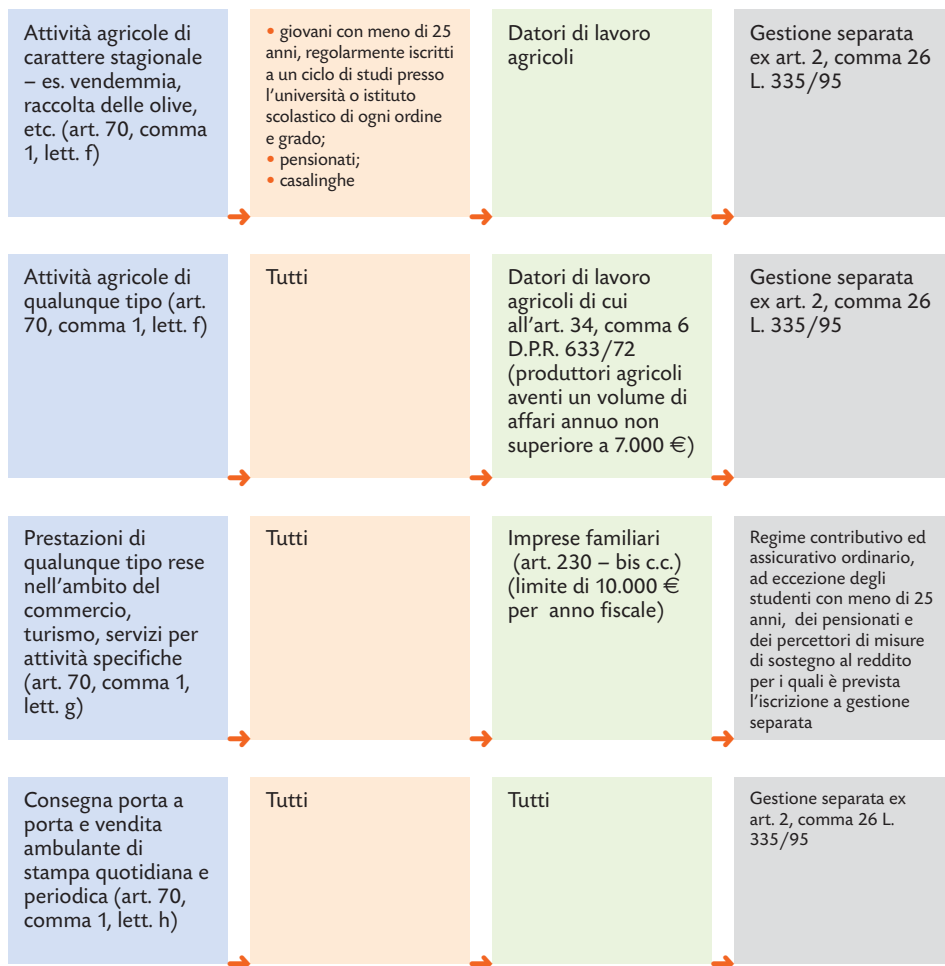 Attività agricole di
carattere stagionale
– es. vendemmia,
raccolta delle olive,
etc. (art. 70, comma
1, lett. f)
• giovani con meno di 25
anni, regolarmente iscritti
a un ciclo di studi presso
l’università o istituto
scolastico di ogni ordine
e grado;
• pensionati;
• casalinghe
Datori di lavoro
agricoli
Gestione separata
ex art. 2, comma 26
L. 335/95
Attività agricole di
qualunque tipo (art.
70, comma 1, lett. f)
Tutti
Datori di lavoro
agricoli di cui
all’art. 34, comma 6
D.P.R. 633/72
(produttori agricoli
aventi un volume di
affari annuo non
superiore a 7.000 €)
Gestione separata
ex art. 2, comma 26
L. 335/95
Prestazioni di
qualunque tipo rese
nell’ambito del
commercio,
turismo, servizi per
attività specifiche
(art. 70, comma 1,
lett. g)
Tutti
Imprese familiari
(art. 230 – bis c.c.)
(limite di 10.000 €
per anno fiscale)
Regime contributivo ed
assicurativo ordinario,
ad eccezione degli
studenti con meno di 25
anni, dei pensionati e
dei percettori di misure
di sostegno al reddito
per i quali è prevista
l’iscrizione a gestione
separata
Consegna porta a
porta e vendita
ambulante di
stampa quotidiana e
periodica (art. 70,
comma 1, lett. h)
Tutti
Tutti
Gestione separata ex
art. 2, comma 26 L.
335/95